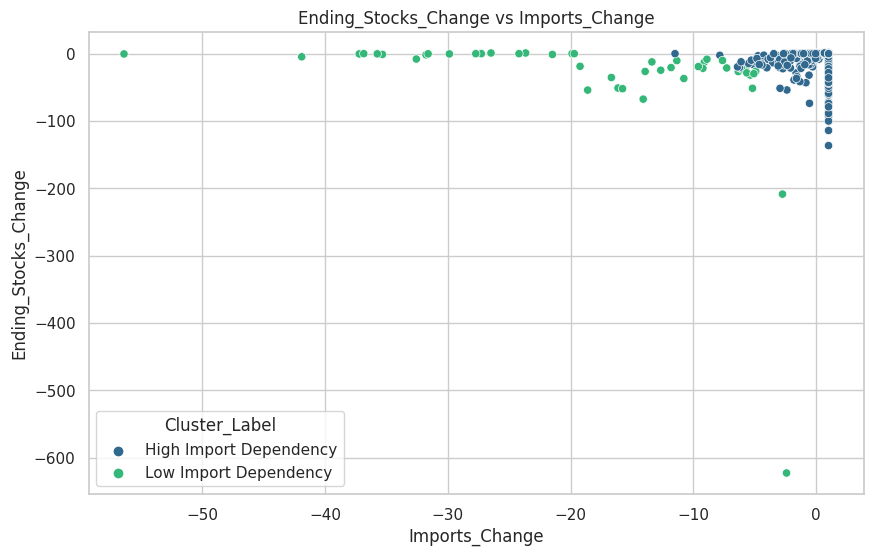 Ending_Stocks_Change vs Imports_Change
Ending_Stocks_Change
0
−100
−200
−300
−400
−500
−600
Cluster_Label
High Import Dependency
Low Import Dependency
−50
−40
−30
−20
−10
0
Imports_Change